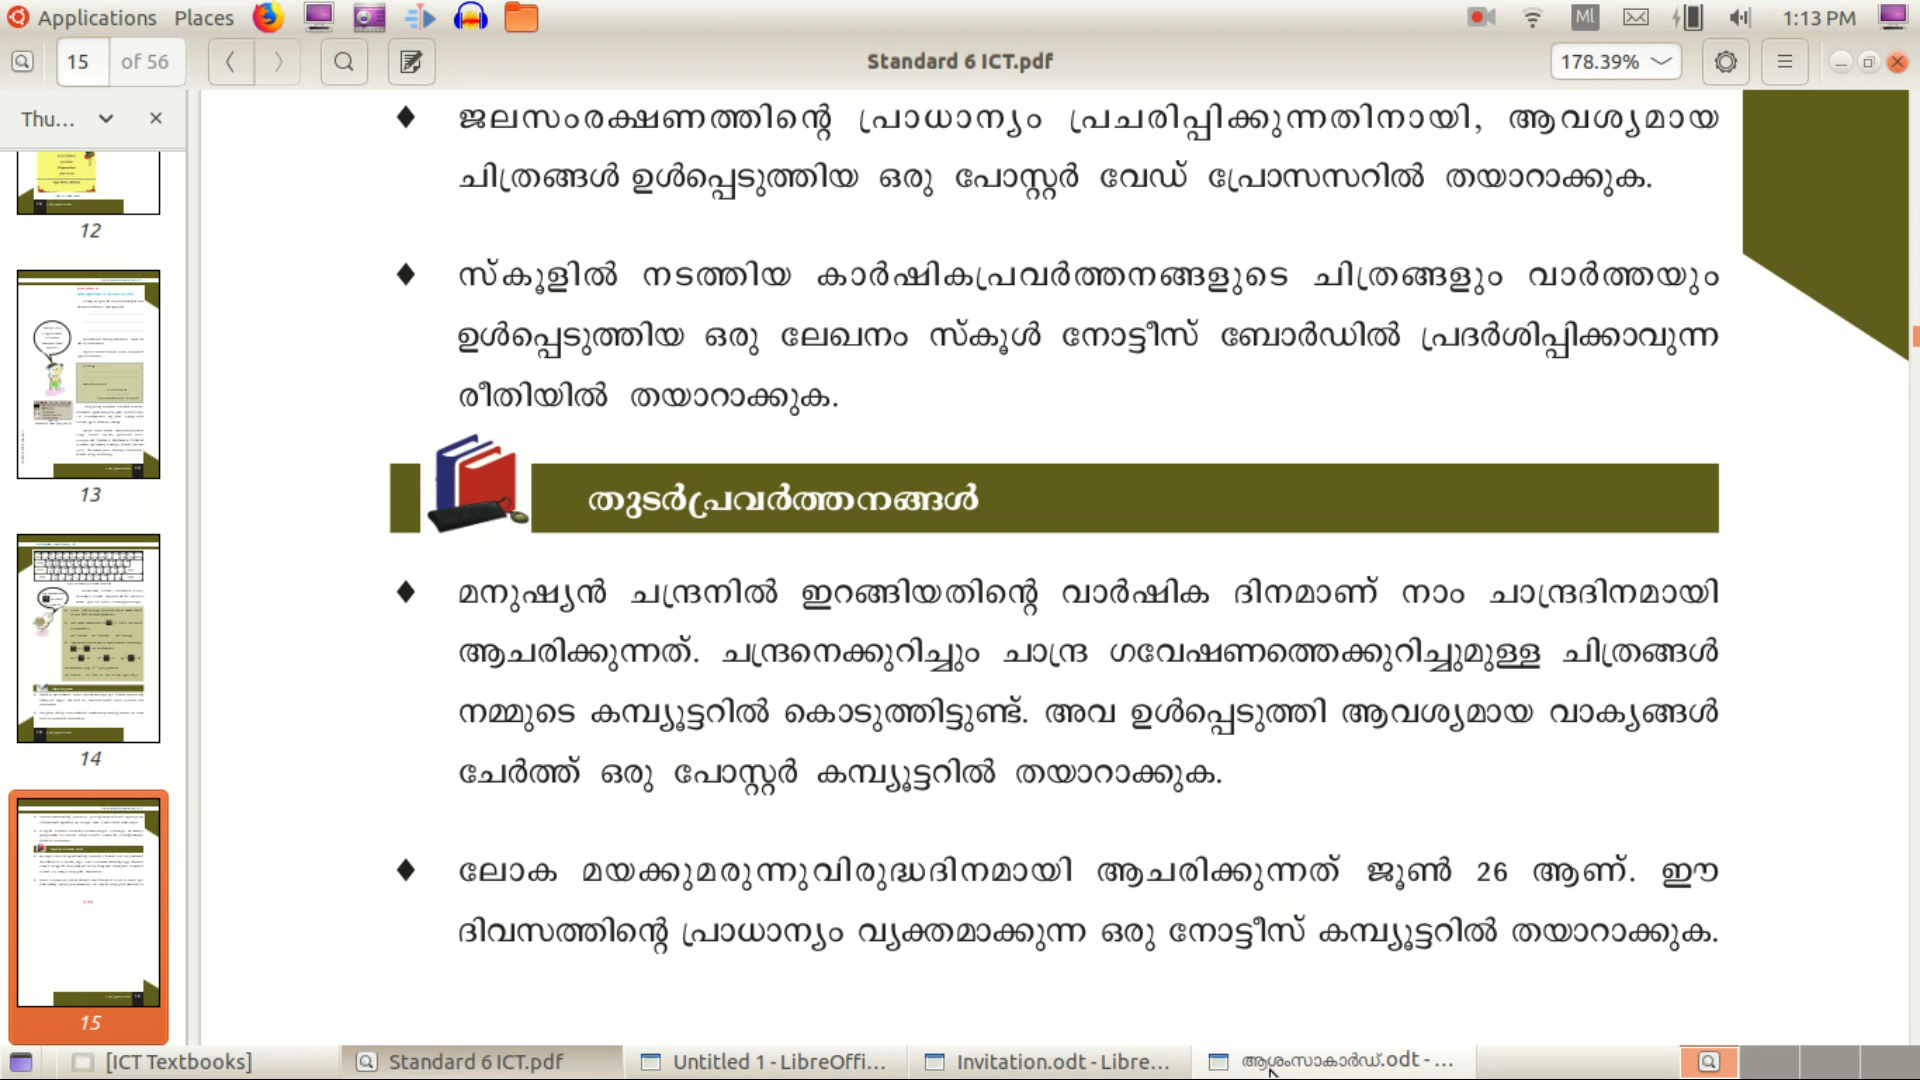 Applications Places Ml 1:13 PM
15 of 56 Standard 6 ICT.pdf 178.39%
Thu...
12
13
14
15
ജലസംരക്ഷണത്തിന്റെ പ്രാധാന്യം പ്രചരിപ്പിക്കുന്നതിനായി, ആവശ്യമായ
ചിത്രങ്ങൾ ഉൾപ്പെടുത്തിയ ഒരു പോസ്റ്റർ വേഡ് പ്രോസസറിൽ തയാറാക്കുക.
സ്കൂളിൽ നടത്തിയ കാർഷികപ്രവർത്തനങ്ങളുടെ ചിത്രങ്ങളും വാർത്തയും
ഉൾപ്പെടുത്തിയ ഒരു ലേഖനം സ്കൂൾ നോട്ടീസ് ബോർഡിൽ പ്രദർശിപ്പിക്കാവുന്ന
രീതിയിൽ തയാറാക്കുക.
തുടർപ്രവർത്തനങ്ങൾ
മനുഷ്യൻ ചന്ദ്രനിൽ ഇറങ്ങിയതിന്റെ വാർഷിക ദിനമാണ് നാം ചാന്ദ്രദിനമായി
ആചരിക്കുന്നത്. ചന്ദ്രനെക്കുറിച്ചും ചാന്ദ്ര ഗവേഷണത്തെക്കുറിച്ചുമുള്ള ചിത്രങ്ങൾ
നമ്മുടെ കമ്പ്യൂട്ടറിൽ കൊടുത്തിട്ടുണ്ട്. അവ ഉൾപ്പെടുത്തി ആവശ്യമായ വാക്യങ്ങൾ
ചേർത്ത് ഒരു പോസ്റ്റർ കമ്പ്യൂട്ടറിൽ തയാറാക്കുക.
ലോക മയക്കുമരുന്നുവിരുദ്ധദിനമായി ആചരിക്കുന്നത് ജൂൺ 26 ആണ്. ഈ
ദിവസത്തിന്റെ പ്രാധാന്യം വ്യക്തമാക്കുന്ന ഒരു നോട്ടീസ് കമ്പ്യൂട്ടറിൽ തയാറാക്കുക.
[ICT Textbooks] Standard 6 ICT.pdf Untitled 1 - LibreOffi... Invitation.odt - Libre... ആശംസാകാർഡ്.odt - ...